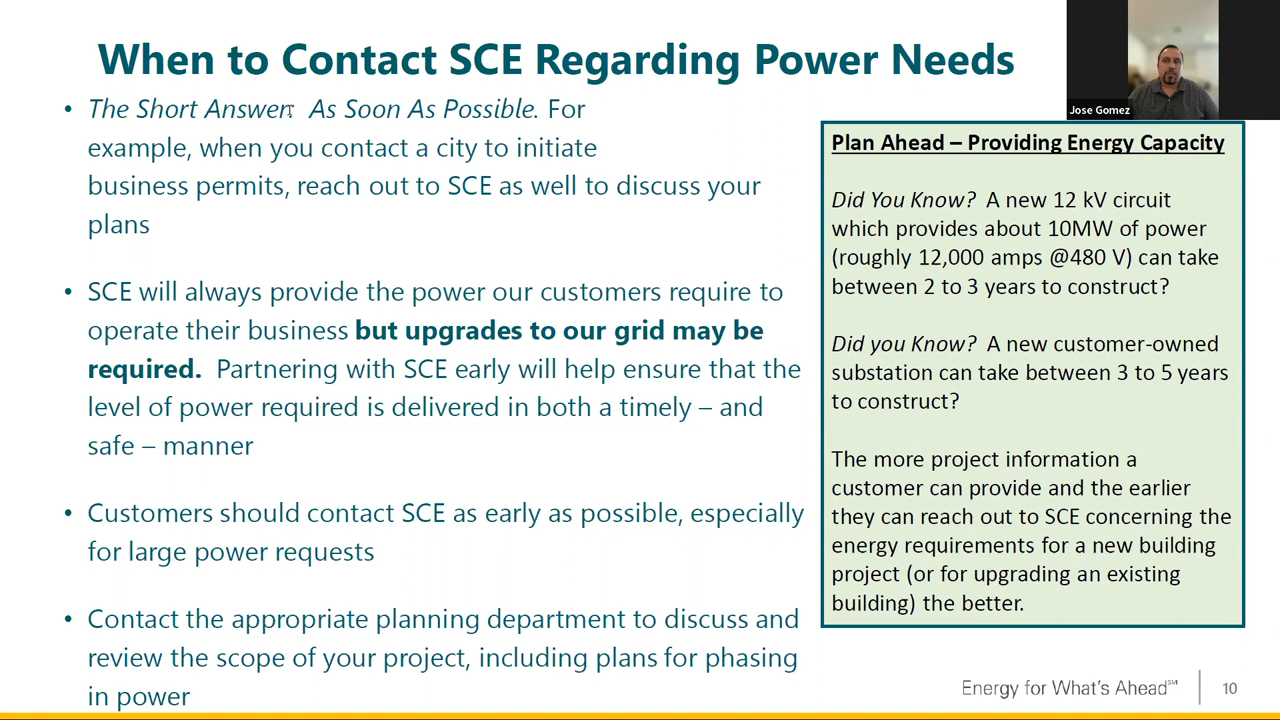 When to Contact SCE Regarding Power Needs
• The Short Answer: As Soon As Possible. For
example, when you contact a city to initiate
business permits, reach out to SCE as well to discuss your
plans
• SCE will always provide the power our customers require to
operate their business but upgrades to our grid may be
required. Partnering with SCE early will help ensure that the
level of power required is delivered in both a timely – and
safe – manner
• Customers should contact SCE as early as possible, especially
for large power requests
• Contact the appropriate planning department to discuss and
review the scope of your project, including plans for phasing
in power
Jose Gomez
Plan Ahead – Providing Energy Capacity
Did You Know? A new 12 kV circuit
which provides about 10MW of power
(roughly 12,000 amps @480 V) can take
between 2 to 3 years to construct?
Did you Know? A new customer-owned
substation can take between 3 to 5 years
to construct?
The more project information a
customer can provide and the earlier
they can reach out to SCE concerning the
energy requirements for a new building
project (or for upgrading an existing
building) the better.
Energy for What's Ahead℠
10